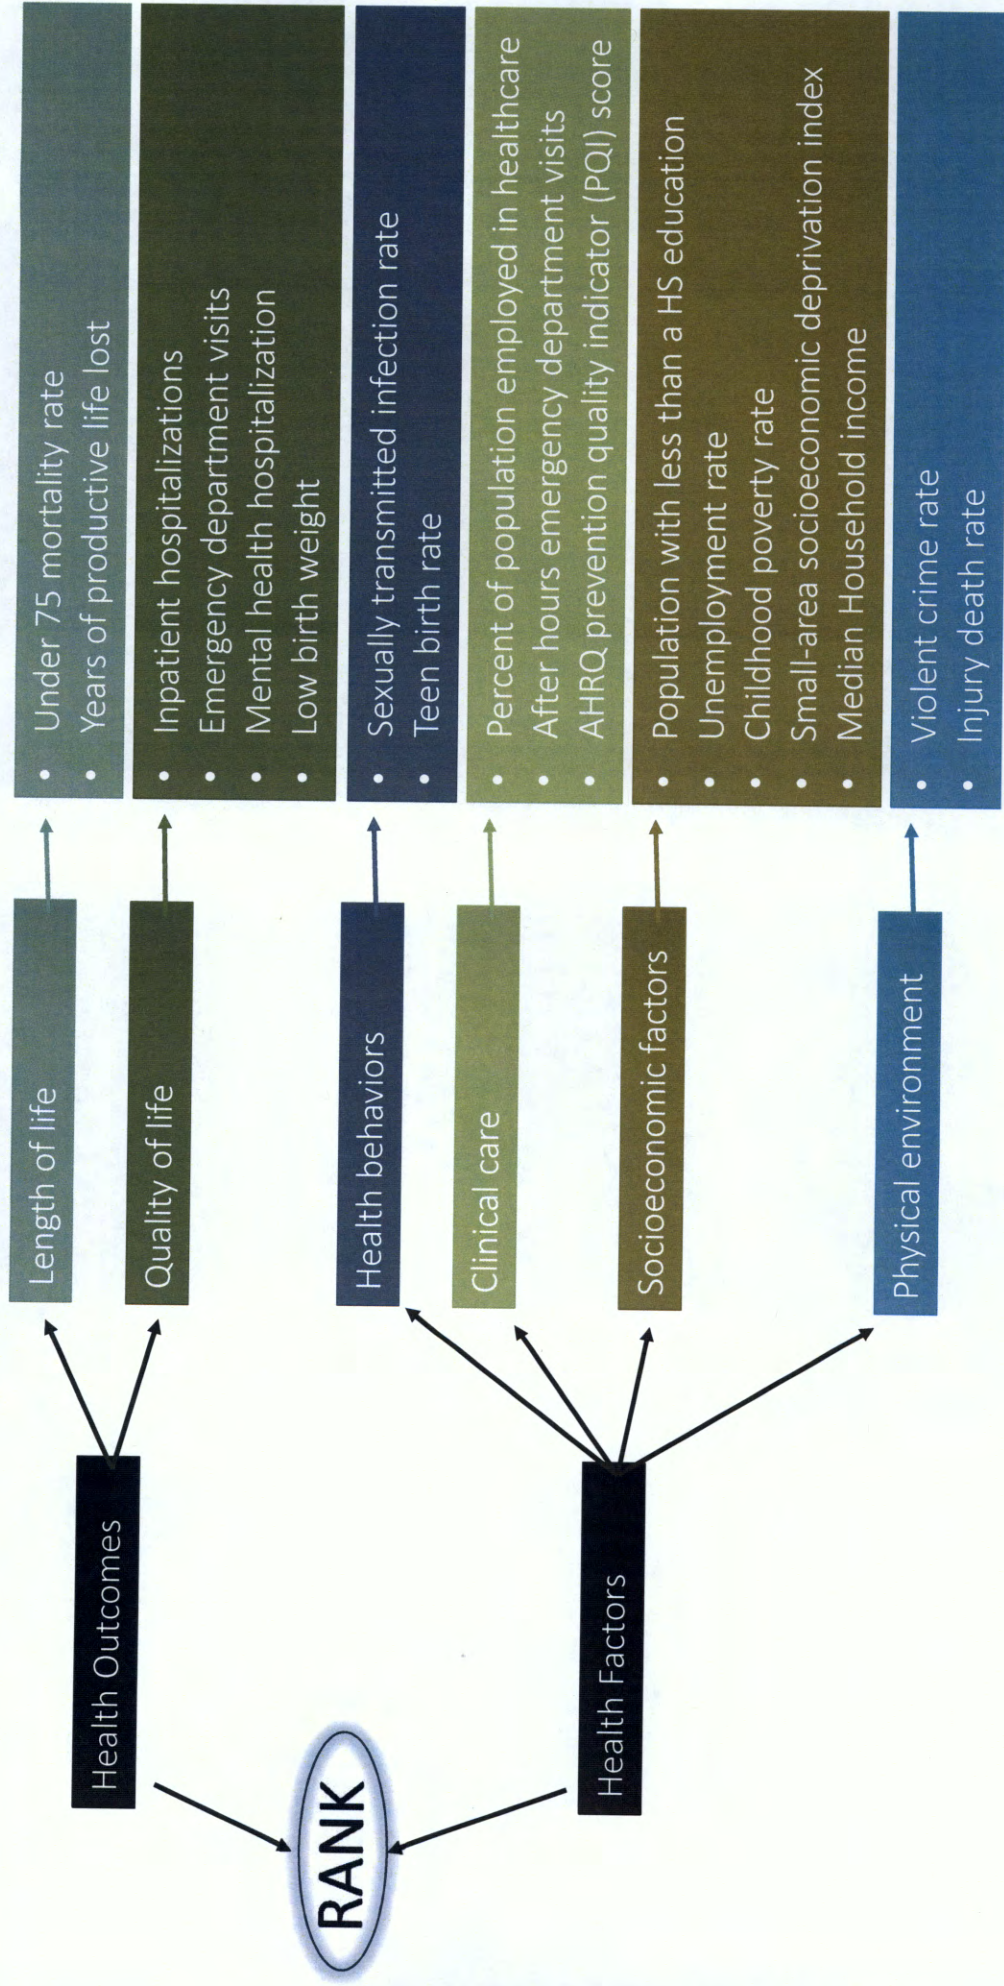 RANK
Health Outcomes
Health Factors
Length of life
Quality of life
Health behaviors
Clinical care
Socioeconomic factors
Physical environment
• Under 75 mortality rate
• Years of productive life lost
• Inpatient hospitalizations
• Emergency department visits
• Mental health hospitalization
• Low birth weight
• Sexually transmitted infection rate
• Teen birth rate
• Percent of population employed in healthcare
• After hours emergency department visits
• AHRQ prevention quality indicator (PQI) score
• Population with less than a HS education
• Unemployment rate
• Childhood poverty rate
• Small-area socioeconomic deprivation index
• Median Household income
• Violent crime rate
• Injury death rate